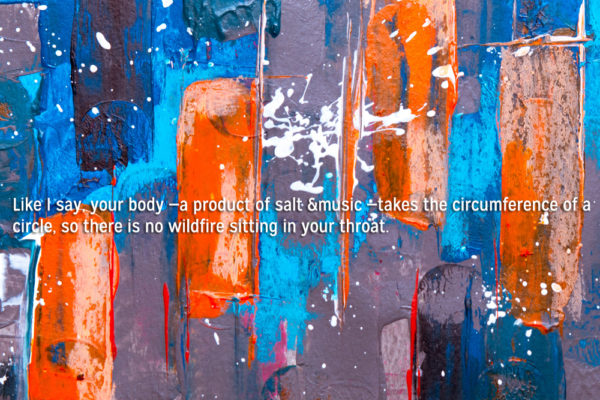 Like I say, your body –a product of salt &music –takes the circumference of a
circle, so there is no wildfire sitting in your throat.